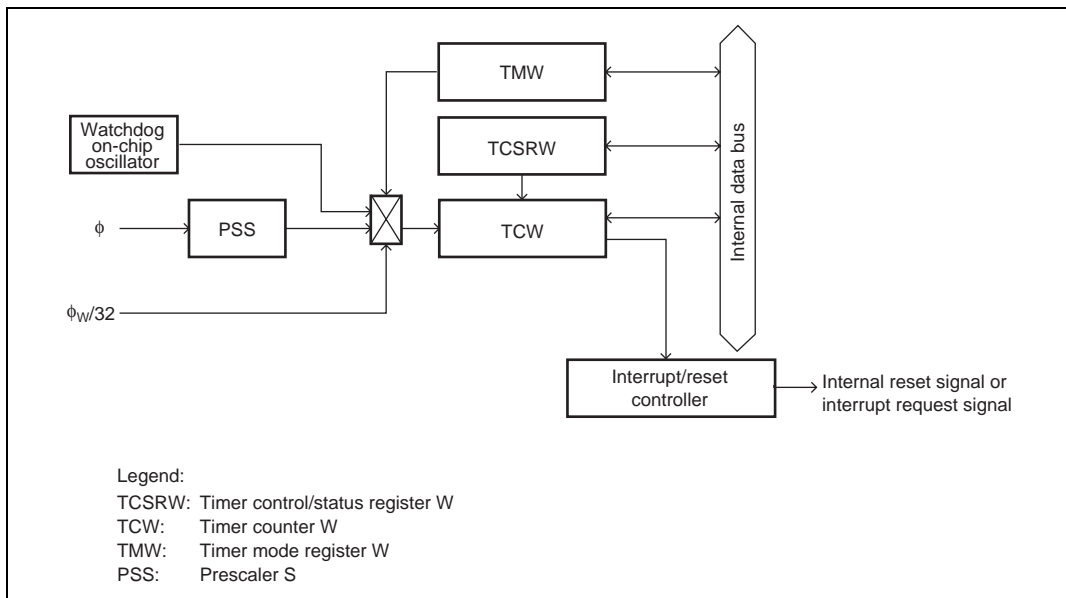 TMW
Watchdog
on-chip
oscillator
TCSRW
Internal data bus
ϕ
PSS
TCW
ϕW/32
Interrupt/reset
controller
Internal reset signal or
interrupt request signal
Legend:
TCSRW: Timer control/status register W
TCW: Timer counter W
TMW: Timer mode register W
PSS: Prescaler S